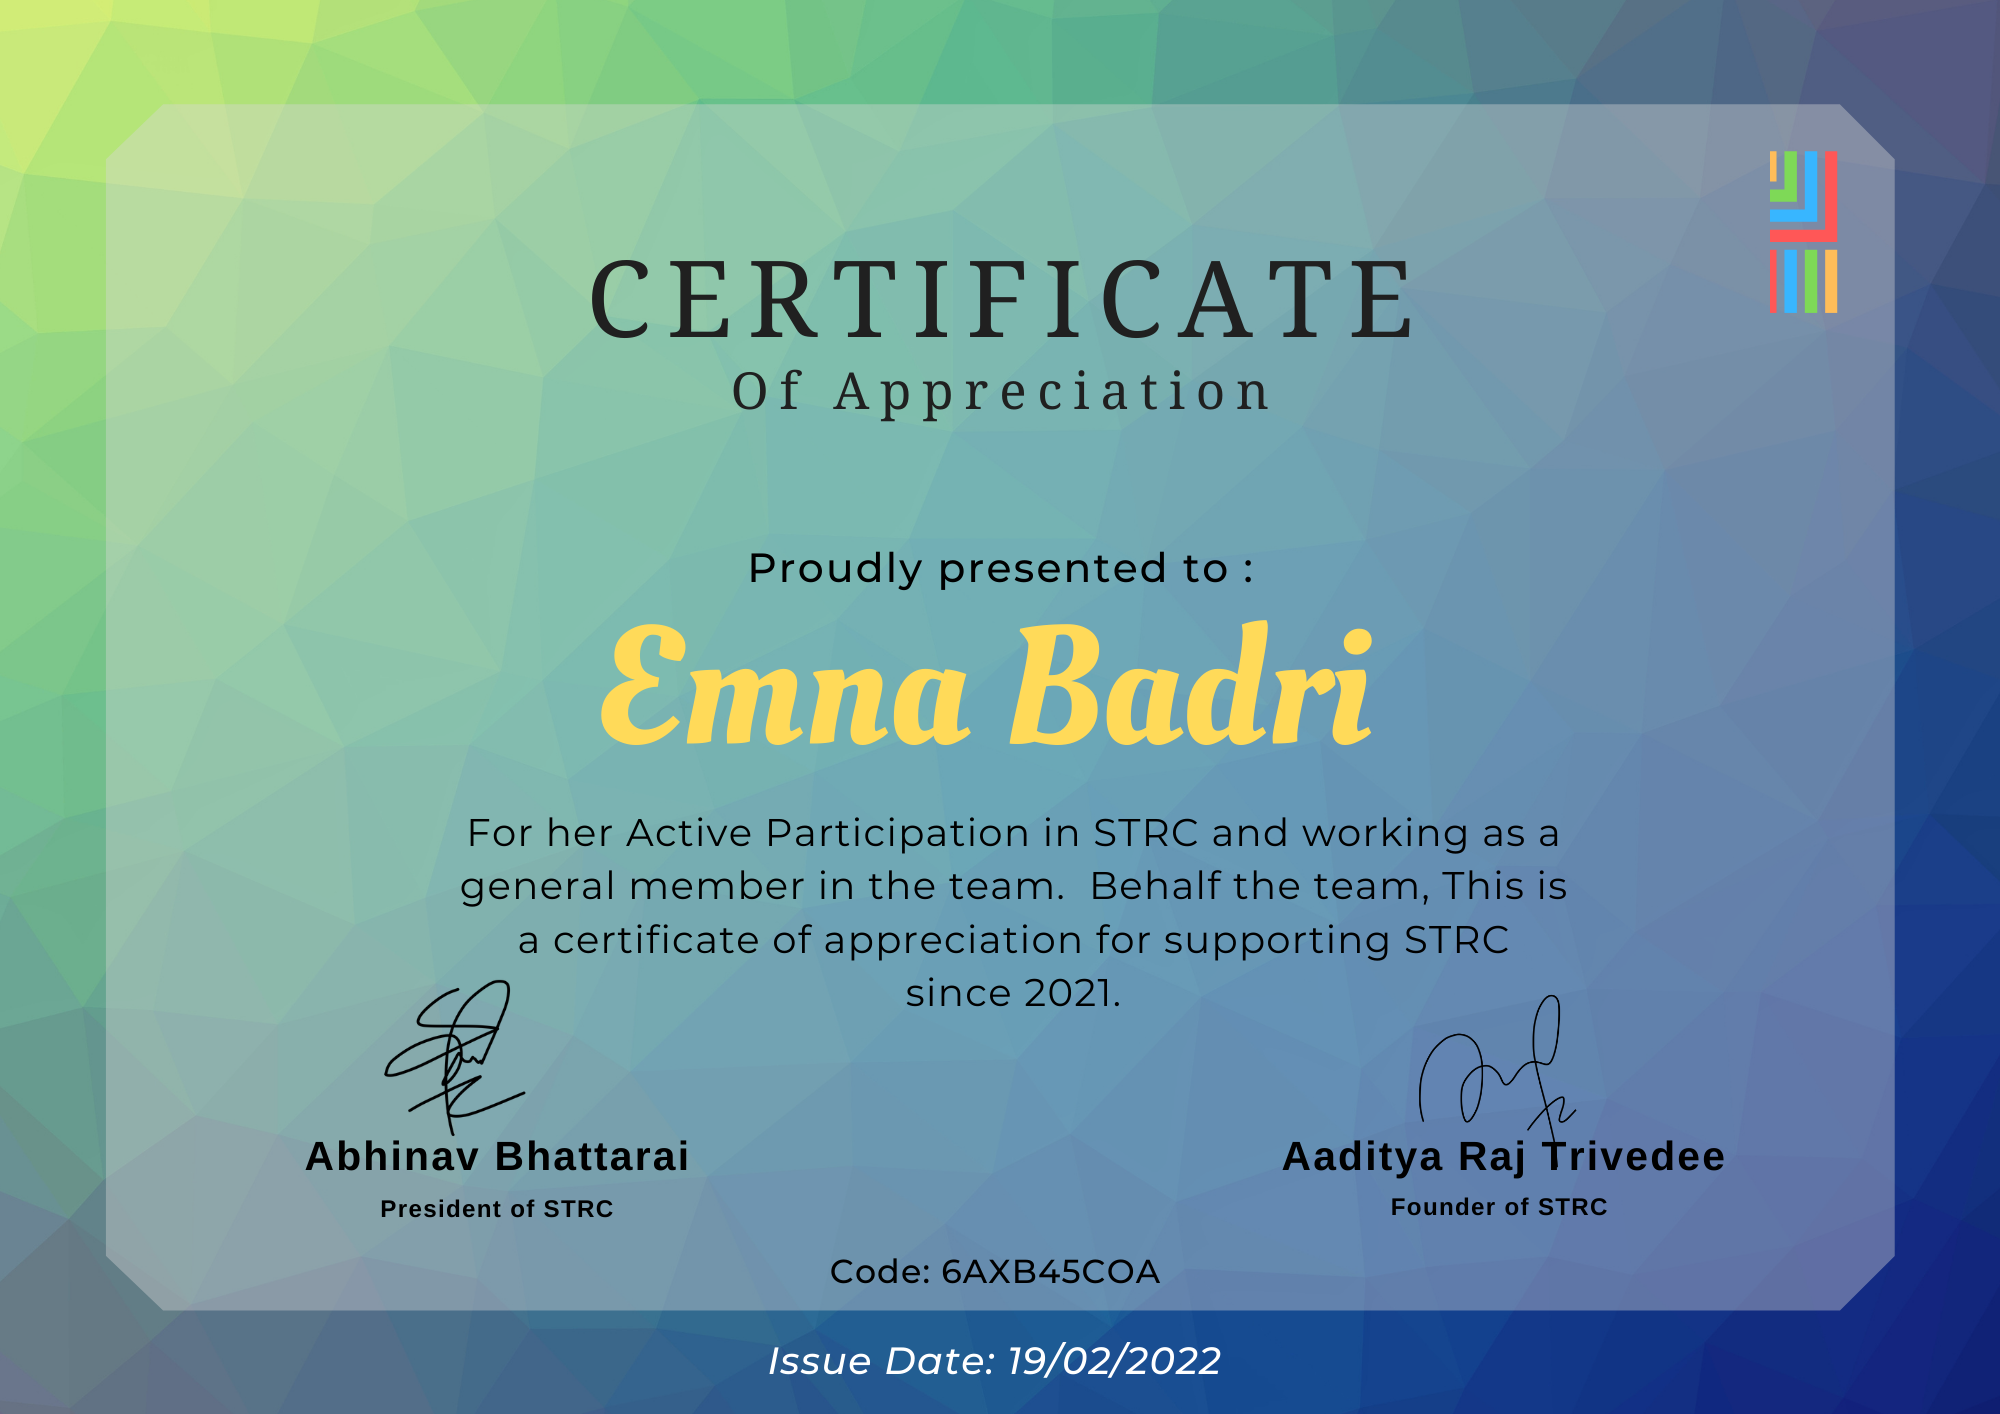 CERTIFICATE
Of Appreciation
Proudly presented to :
Emna Badri
For her Active Participation in STRC and working as a
general member in the team.  Behalf the team, This is
a certificate of appreciation for supporting STRC
since 2021.
Abhinav Bhattarai
President of STRC
Aaditya Raj Trivedee
Founder of STRC
Code: 6AXB45COA
Issue Date: 19/02/2022